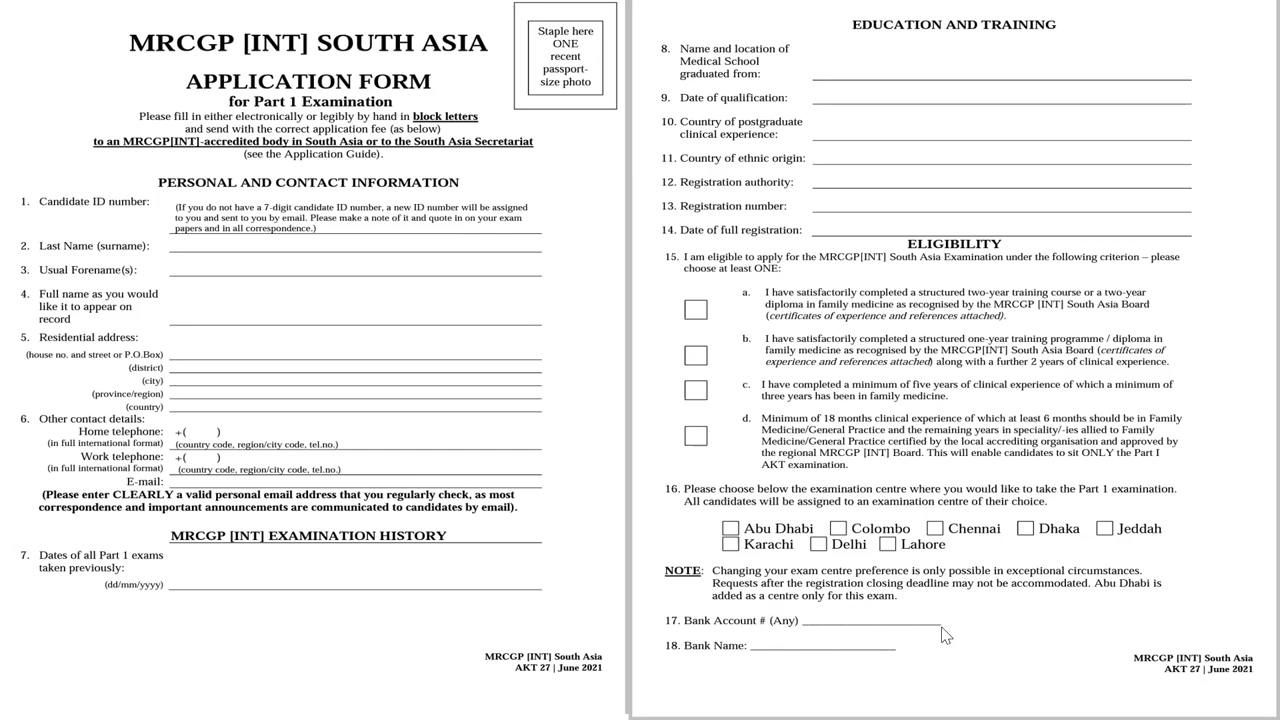 MRCGP [INT] SOUTH ASIA
Staple here
ONE
recent
passport-
size photo
APPLICATION FORM
for Part 1 Examination
Please fill in either electronically or legibly by hand in block letters
and send with the correct application fee (as below)
to an MRCGP[INT]-accredited body in South Asia or to the South Asia Secretariat
(see the Application Guide).
PERSONAL AND CONTACT INFORMATION
1. Candidate ID number:
(If you do not have a 7-digit candidate ID number, a new ID number will be assigned
to you and sent to you by email. Please make a note of it and quote in on your exam
papers and in all correspondence.)
2. Last Name (surname):
3. Usual Forename(s):
4. Full name as you would
like it to appear on
record
5. Residential address:
(house no. and street or P.O.Box)
(district)
(city)
(province/region)
(country)
6. Other contact details:
Home telephone: +( )
(in full international format) (country code, region/city code, tel.no.)
Work telephone: +( )
(in full international format) (country code, region/city code, tel.no.)
E-mail:
(Please enter CLEARLY a valid personal email address that you regularly check, as most
correspondence and important announcements are communicated to candidates by email).
MRCGP [INT] EXAMINATION HISTORY
7. Dates of all Part 1 exams
taken previously:
(dd/mm/yyyy)
MRCGP [INT] South Asia
AKT 27 | June 2021
EDUCATION AND TRAINING
8. Name and location of
Medical School
graduated from:
9. Date of qualification:
10. Country of postgraduate
clinical experience:
11. Country of ethnic origin:
12. Registration authority:
13. Registration number:
14. Date of full registration:
ELIGIBILITY
15. I am eligible to apply for the MRCGP[INT] South Asia Examination under the following criterion – please
choose at least ONE:
a. I have satisfactorily completed a structured two-year training course or a two-year
diploma in family medicine as recognised by the MRCGP [INT] South Asia Board
(certificates of experience and references attached).
b. I have satisfactorily completed a structured one-year training programme / diploma in
family medicine as recognised by the MRCGP[INT] South Asia Board (certificates of
experience and references attached) along with a further 2 years of clinical experience.
c. I have completed a minimum of five years of clinical experience of which a minimum of
three years has been in family medicine.
d. Minimum of 18 months clinical experience of which at least 6 months should be in Family
Medicine/General Practice and the remaining years in speciality/-ies allied to Family
Medicine/General Practice certified by the local accrediting organisation and approved by
the regional MRCGP [INT] Board. This will enable candidates to sit ONLY the Part I
AKT examination.
16. Please choose below the examination centre where you would like to take the Part 1 examination.
All candidates will be assigned to an examination centre of their choice.
Abu Dhabi Colombo Chennai Dhaka Jeddah
Karachi Delhi Lahore
NOTE: Changing your exam centre preference is only possible in exceptional circumstances.
Requests after the registration closing deadline may not be accommodated. Abu Dhabi is
added as a centre only for this exam.
17. Bank Account # (Any) ____________________
18. Bank Name: ____________________
MRCGP [INT] South Asia
AKT 27 | June 2021